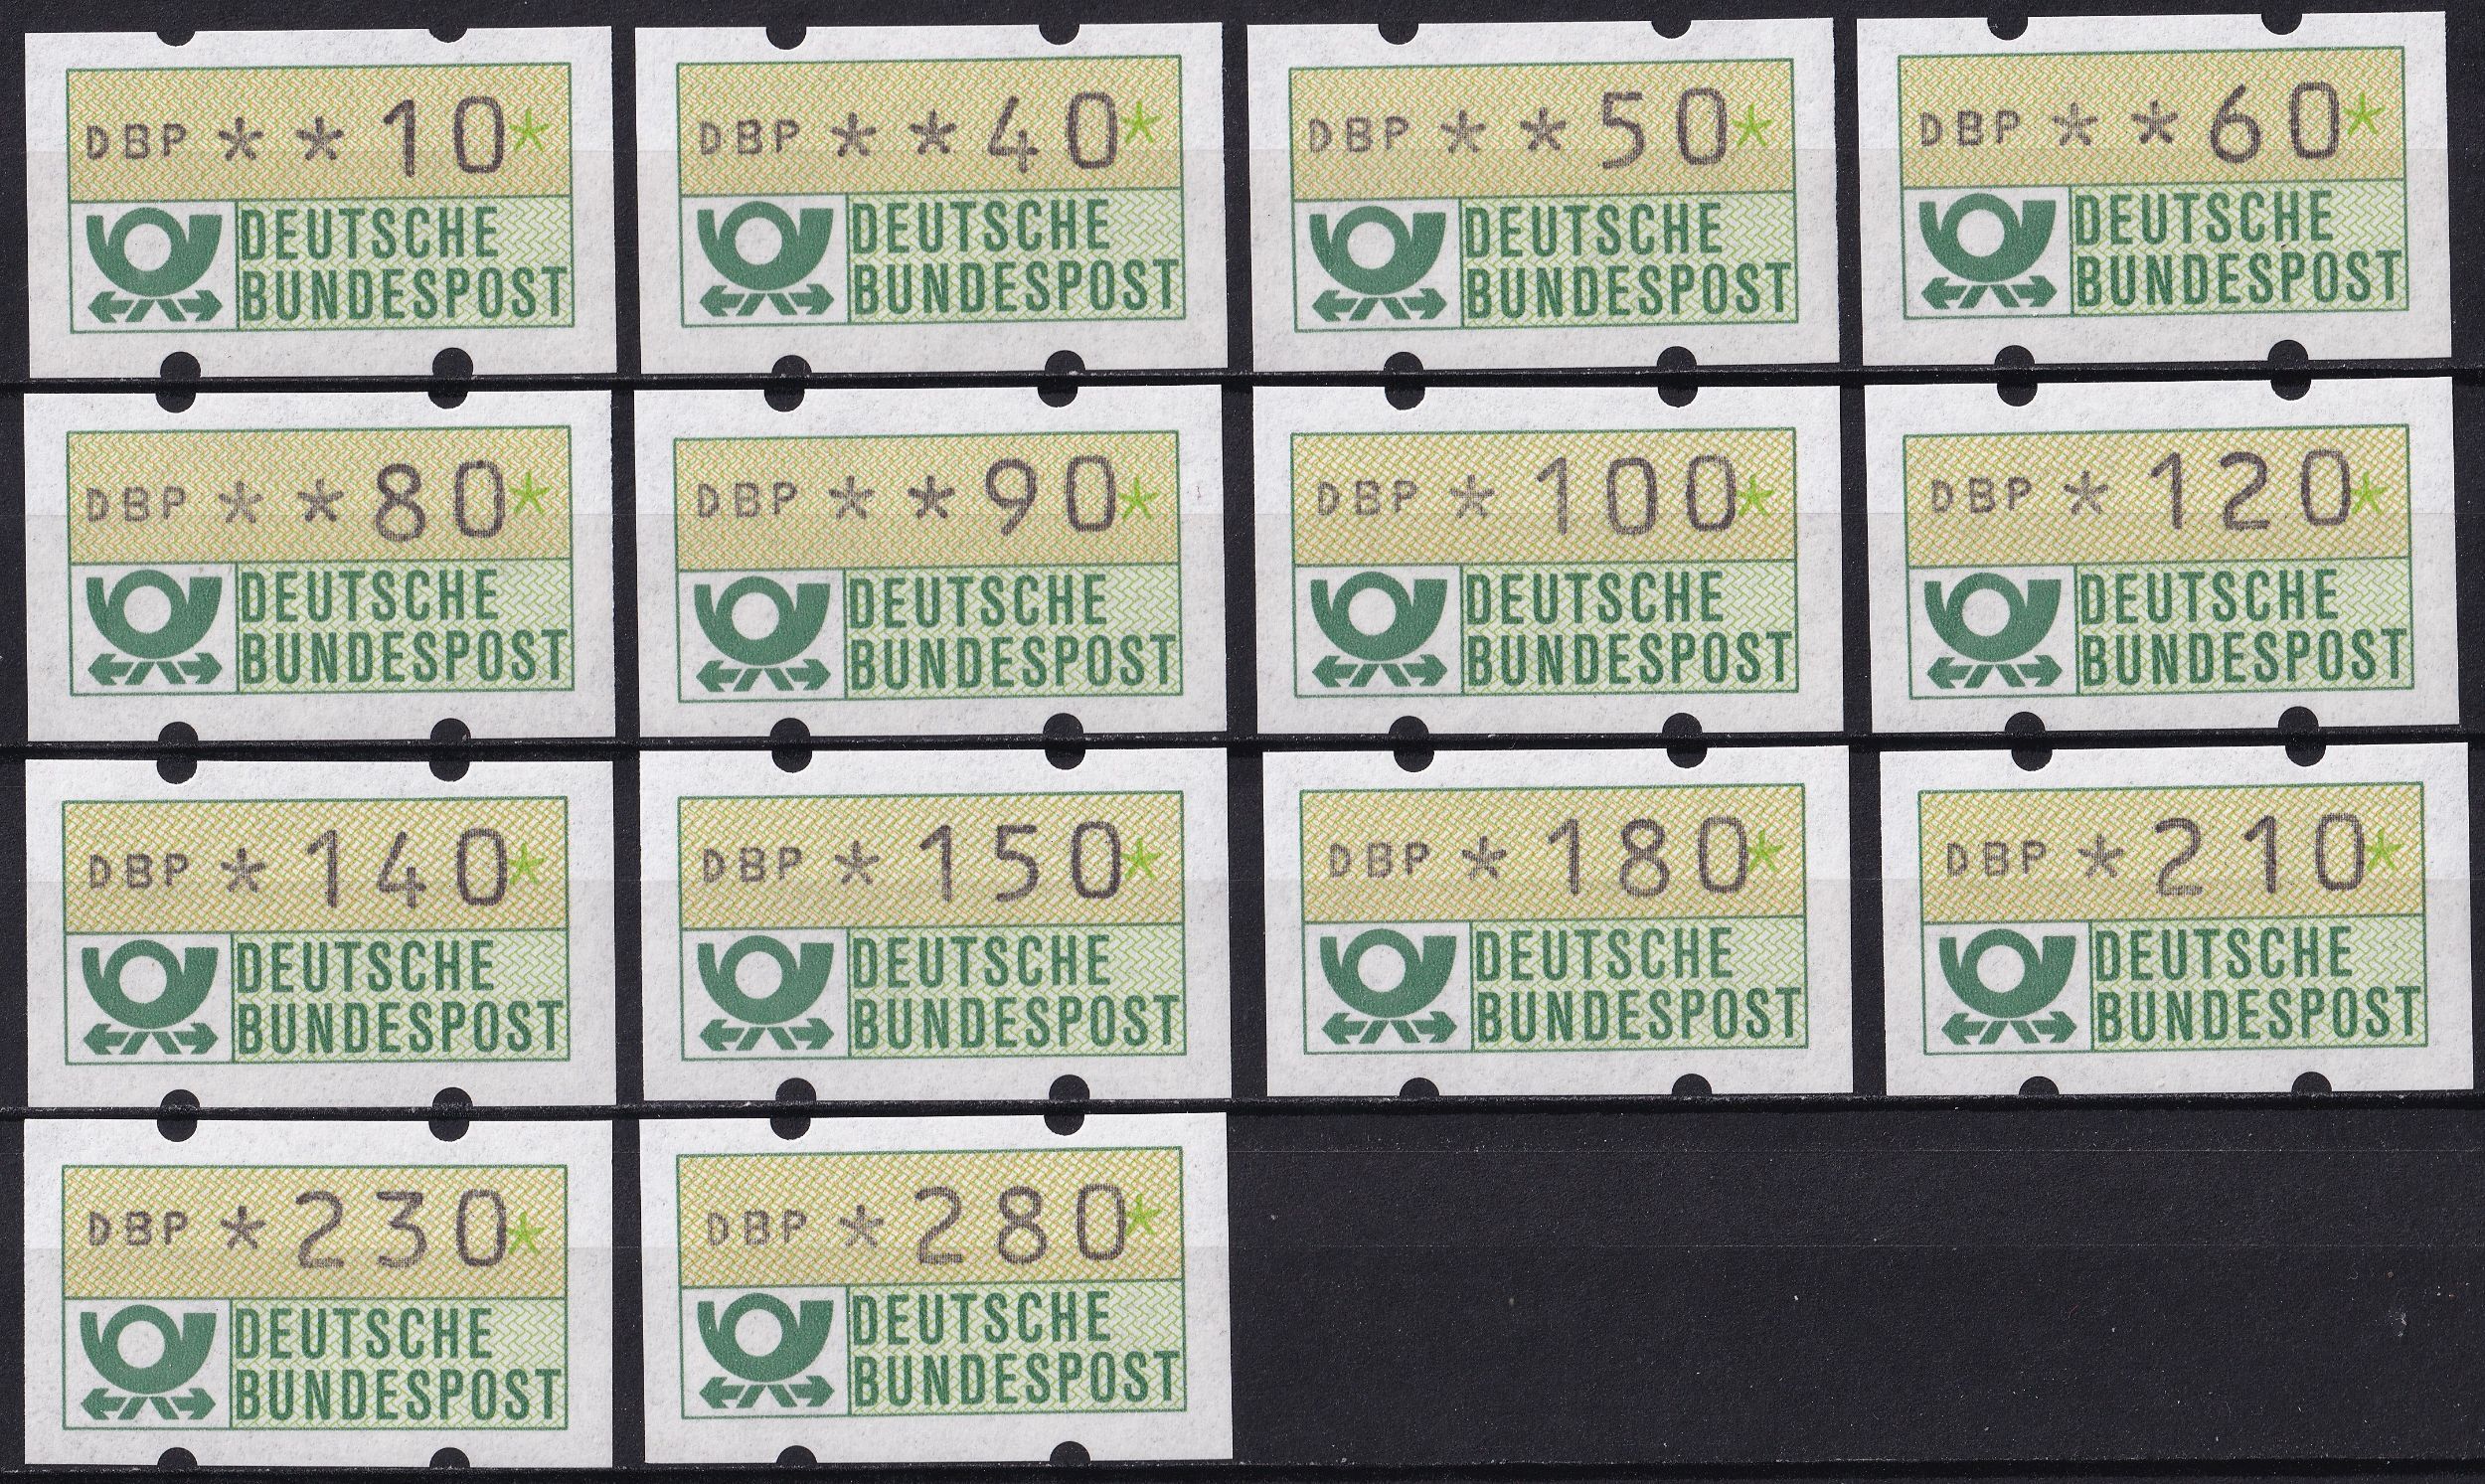 DBP **10*
DEUTSCHE
BUNDESPOST
DBP **40*
DEUTSCHE
BUNDESPOST
DBP **50*
DEUTSCHE
BUNDESPOST
DBP **60*
DEUTSCHE
BUNDESPOST
DBP **80*
DEUTSCHE
BUNDESPOST
DBP **90*
DEUTSCHE
BUNDESPOST
DBP *100*
DEUTSCHE
BUNDESPOST
DBP *120*
DEUTSCHE
BUNDESPOST
DBP *140*
DEUTSCHE
BUNDESPOST
DBP *150*
DEUTSCHE
BUNDESPOST
DBP *180*
DEUTSCHE
BUNDESPOST
DBP *210*
DEUTSCHE
BUNDESPOST
DBP *230*
DEUTSCHE
BUNDESPOST
DBP *280*
DEUTSCHE
BUNDESPOST